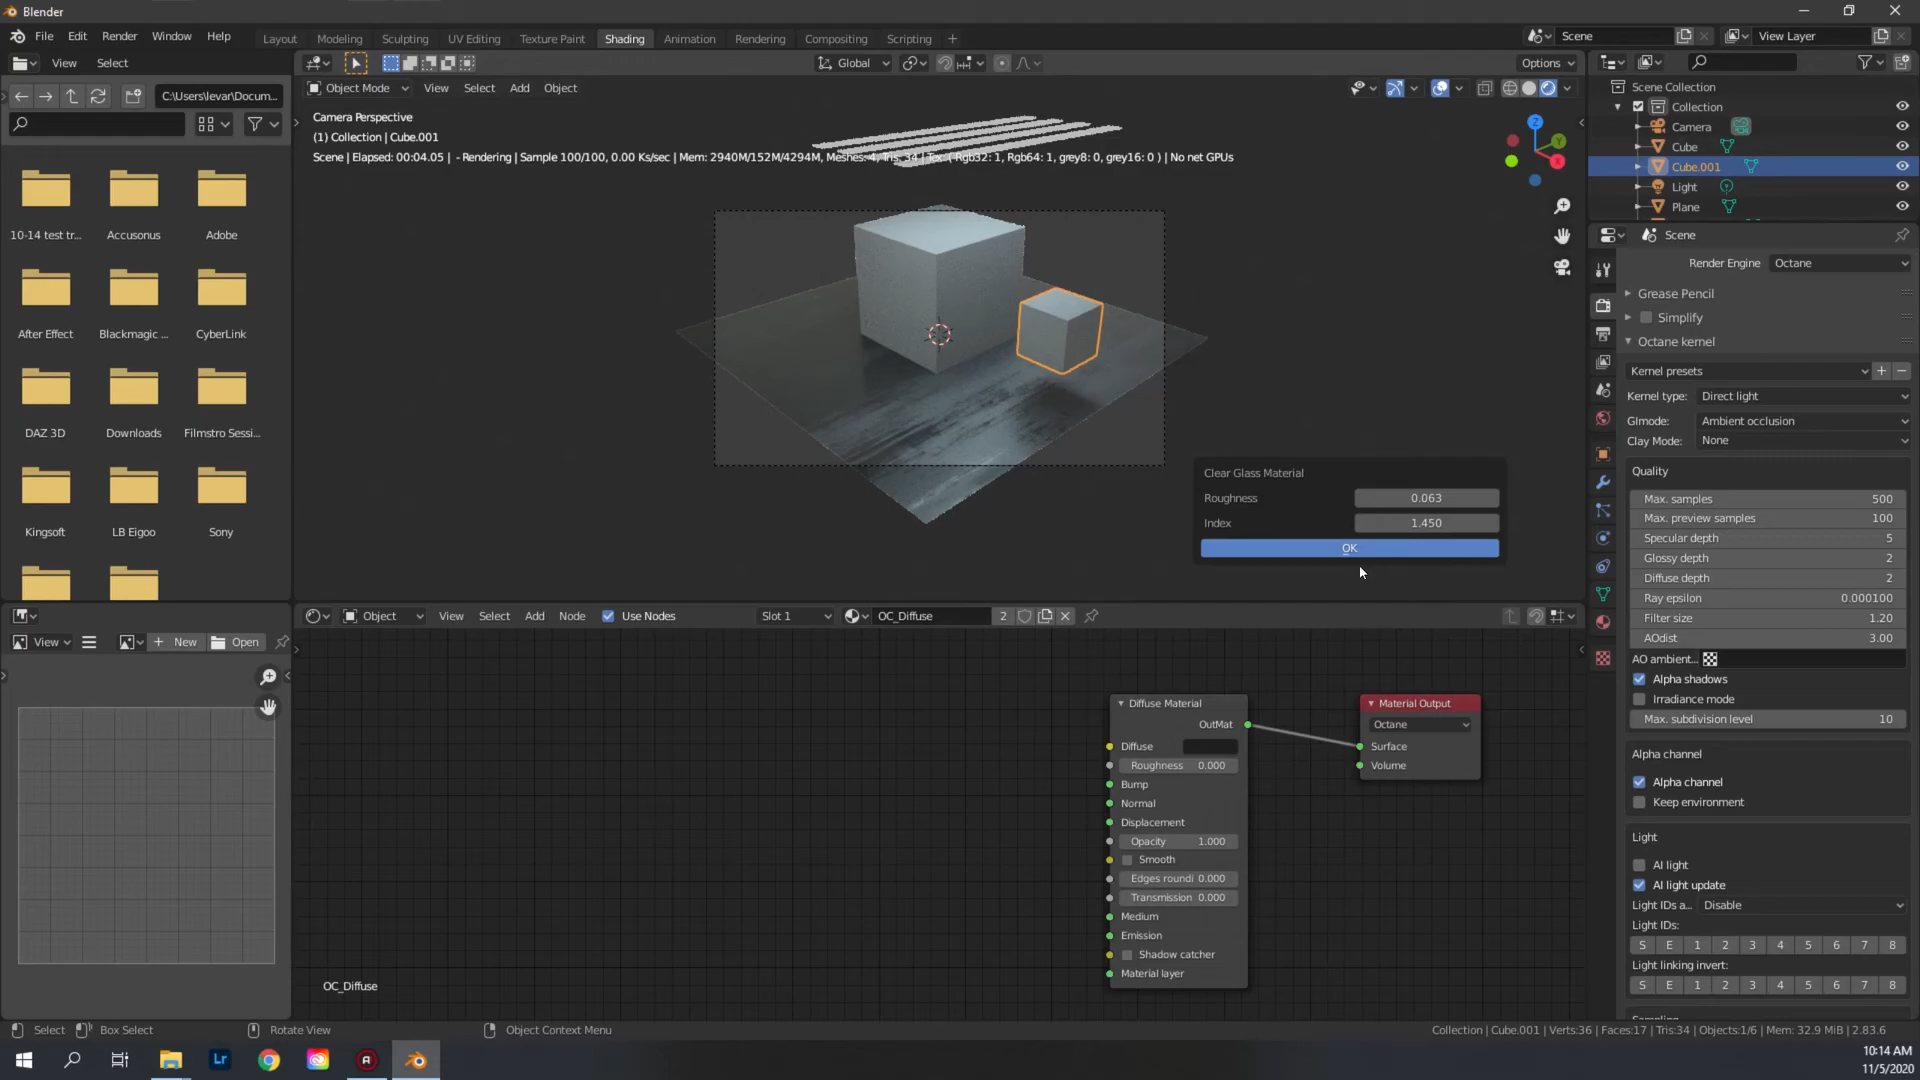 Blender
File Edit Render Window Help
Layout Modeling Sculpting UV Editing Texture Paint Shading Animation Rendering Compositing Scripting +
Scene
View Layer
View Select
Global
Options
C:\Users\levar\Docum...
Object Mode View Select Add Object
Camera Perspective
(1) Collection | Cube.001
Scene | Elapsed: 00:04.05 | - Rendering | Sample 100/100, 0.00 Ks/sec | Mem: 2940M/152M/4294M, Meshes: 4, Tris: 34 | Tex: ( Rgb32: 1, Rgb64: 1, grey8: 0, grey16: 0 ) | No net GPUs
10-14 test tr... Accusonus Adobe
After Effect Blackmagic ... CyberLink
DAZ 3D Downloads Filmstro Sessi...
Kingsoft LB Eigoo Sony
Z
Y
X
Clear Glass Material
Roughness 0.063
Index 1.450
OK
Scene Collection
Collection
Camera
Cube
Cube.001
Light
Plane
Scene
Render Engine Octane
Grease Pencil
Simplify
Octane kernel
Kernel presets
Kernel type: Direct light
GImode: Ambient occlusion
Clay Mode: None
Quality
Max. samples 500
Max. preview samples 100
Specular depth 5
Glossy depth 2
Diffuse depth 2
Ray epsilon 0.000100
Filter size 1.20
AOdist 3.00
AO ambient...
Alpha shadows
Irradiance mode
Max. subdivision level 10
Alpha channel
Alpha channel
Keep environment
Light
AI light
AI light update
Light IDs a... Disable
Light IDs:
S E 1 2 3 4 5 6 7 8
Light linking invert:
S E 1 2 3 4 5 6 7 8
View New Open
Object View Select Add Node Use Nodes Slot 1 OC_Diffuse 2
Diffuse Material
OutMat
Diffuse
Roughness 0.000
Bump
Normal
Displacement
Opacity 1.000
Smooth
Edges roundi 0.000
Transmission 0.000
Medium
Emission
Shadow catcher
Material layer
Material Output
Octane
Surface
Volume
OC_Diffuse
Select Box Select Rotate View Object Context Menu
Collection | Cube.001 | Verts:36 | Faces:17 | Tris:34 | Objects:1/6 | Mem: 32.9 MiB | 2.83.6
Lr
10:14 AM
11/5/2020